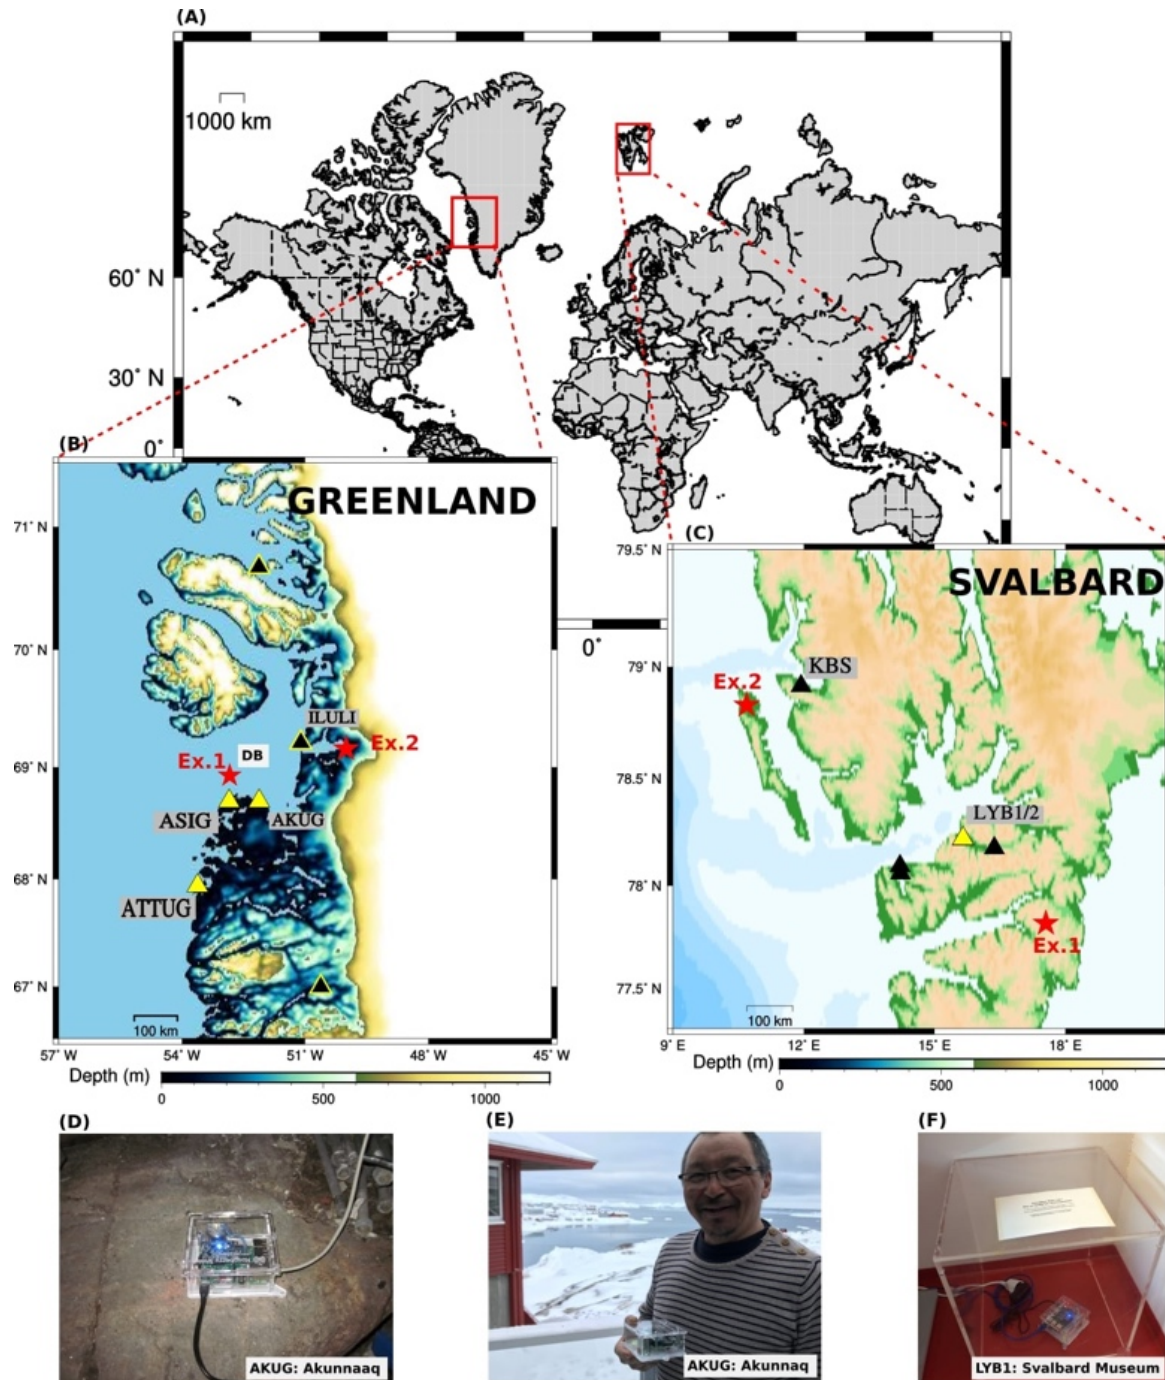 (A)
1000 km
60° N
30° N
0°
(B)
GREENLAND
71° N
70° N
69° N
68° N
67° N
ILULI
Ex.1
DB
Ex.2
ASIG
AKUG
ATTUG
100 km
57° W
54° W
51° W
48° W
45° W
Depth (m)
0
500
1000
0°
(C)
SVALBARD
79.5° N
79° N
78.5° N
78° N
77.5° N
KBS
Ex.2
LYB1/2
Ex.1
100 km
9° E
12° E
15° E
18° E
Depth (m)
0
500
1000
(D)
AKUG: Akunnaaq
(E)
AKUG: Akunnaq
(F)
LYB1: Svalbard Museum